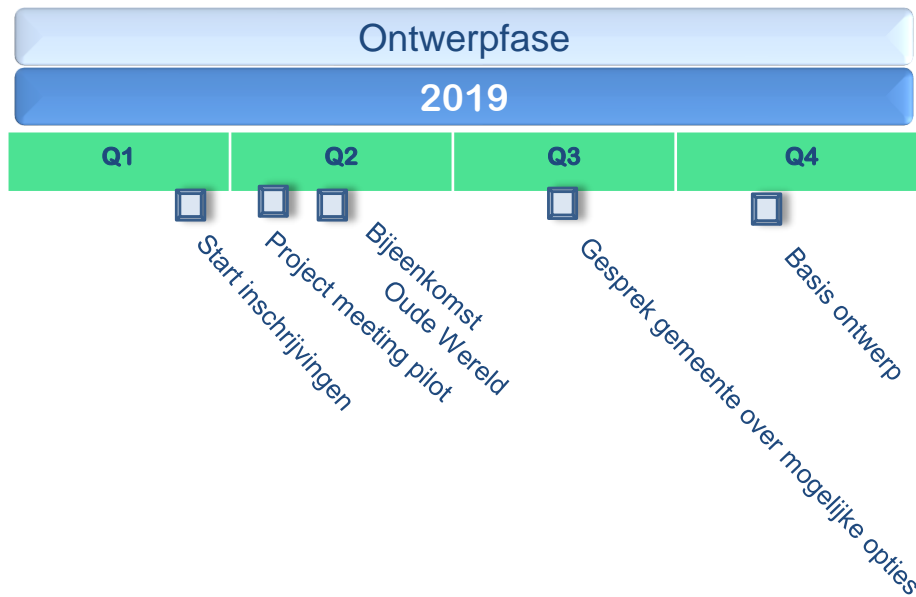 Ontwerpfase
2019
Q1
Q2
Q3
Q4
Start inschrijvingen
Project meeting pilot
Bijeenkomst
Oude Wereld
Gesprek gemeente over mogelijke opties
Basis ontwerp